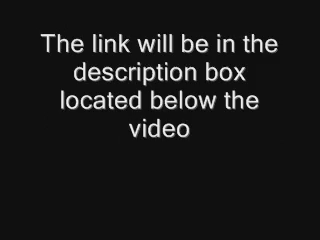 The link will be in the
description box
located below the
video